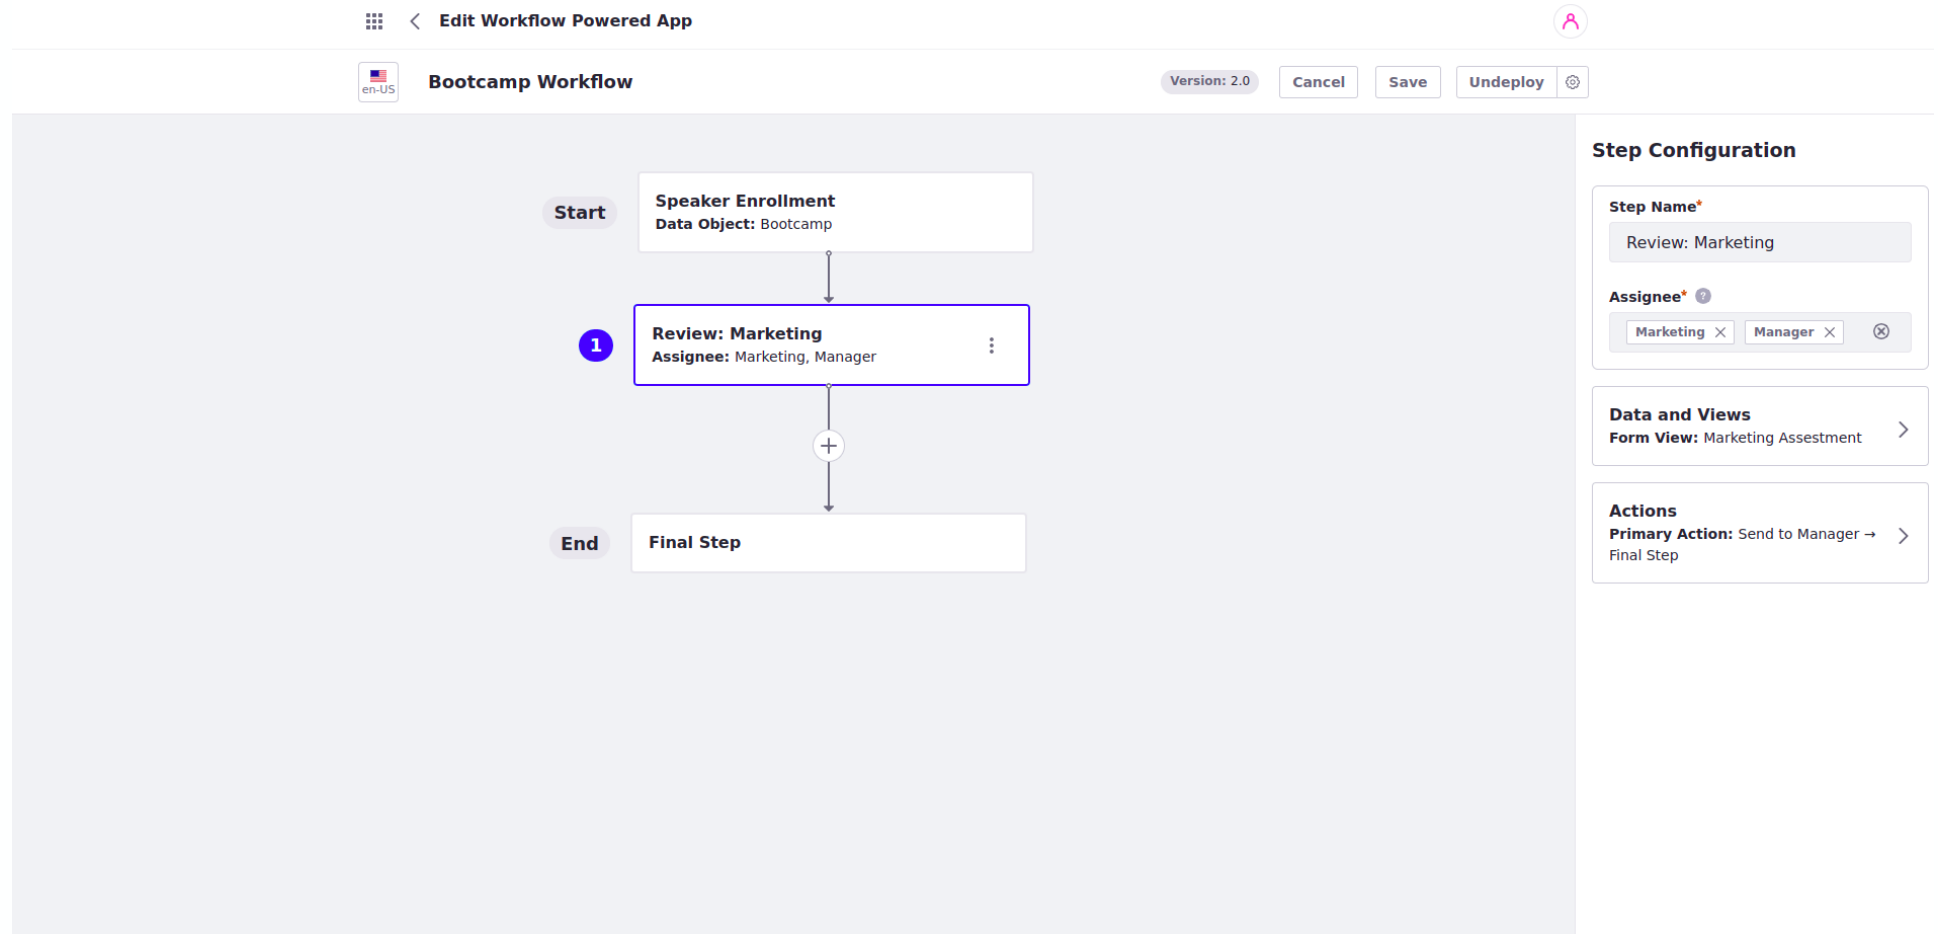 Edit Workflow Powered App
en-US
Bootcamp Workflow
Version: 2.0
Cancel
Save
Undeploy
Start
Speaker Enrollment
Data Object: Bootcamp
1
Review: Marketing
Assignee: Marketing, Manager
End
Final Step
Step Configuration
Step Name*
Review: Marketing
Assignee* ?
Marketing
Manager
Data and Views
Form View: Marketing Assestment
Actions
Primary Action: Send to Manager →
Final Step